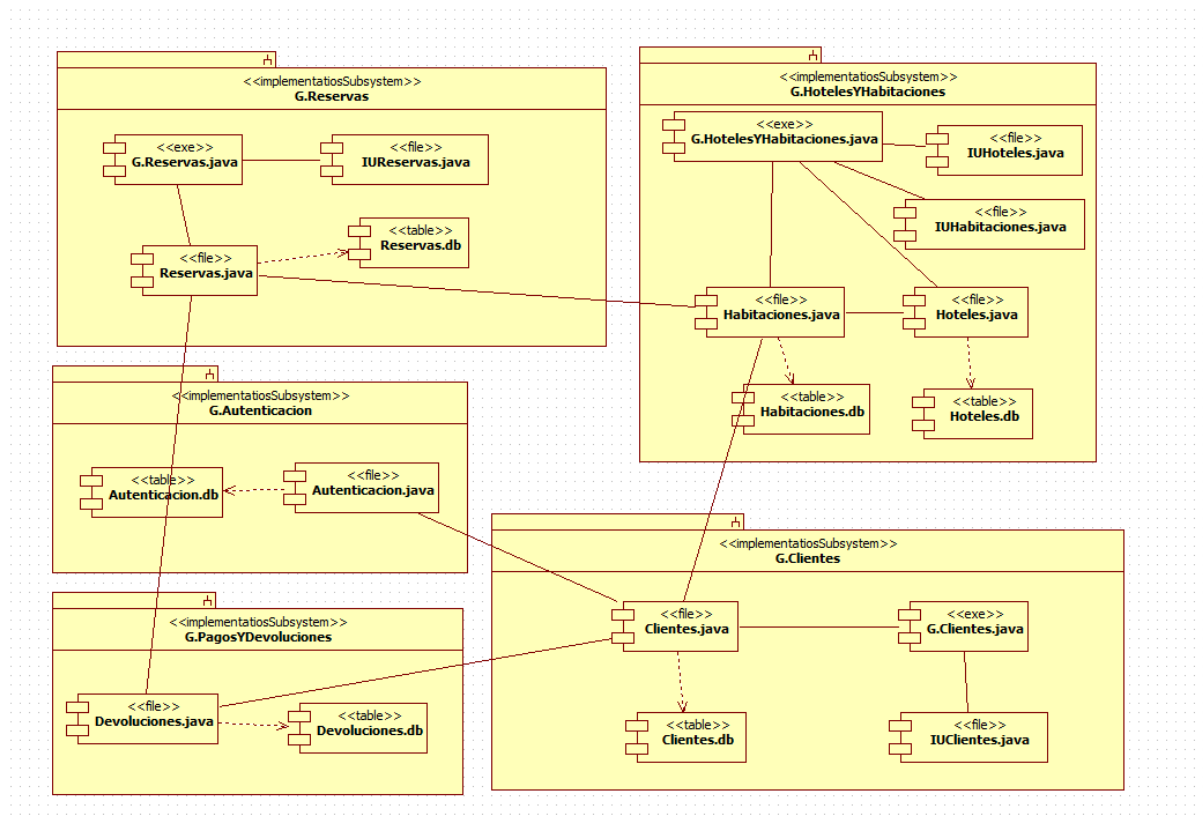 <<implementatiosSubsystem>>
G.Reservas
<<exe>>
G.Reservas.java
<<file>>
IUReservas.java
<<table>>
Reservas.db
<<file>>
Reservas.java
<<implementatiosSubsystem>>
G.HotelesYHabitaciones
<<exe>>
G.HotelesYHabitaciones.java
<<file>>
IUHoteles.java
<<file>>
IUHabitaciones.java
<<file>>
Habitaciones.java
<<file>>
Hoteles.java
<<table>>
Habitaciones.db
<<table>>
Hoteles.db
<<implementatiosSubsystem>>
G.Autenticacion
<<table>>
Autenticacion.db
<<file>>
Autenticacion.java
<<implementatiosSubsystem>>
G.Clientes
<<file>>
Clientes.java
<<exe>>
G.Clientes.java
<<table>>
Clientes.db
<<file>>
IUClientes.java
<<implementatiosSubsystem>>
G.PagosYDevoluciones
<<file>>
Devoluciones.java
<<table>>
Devoluciones.db